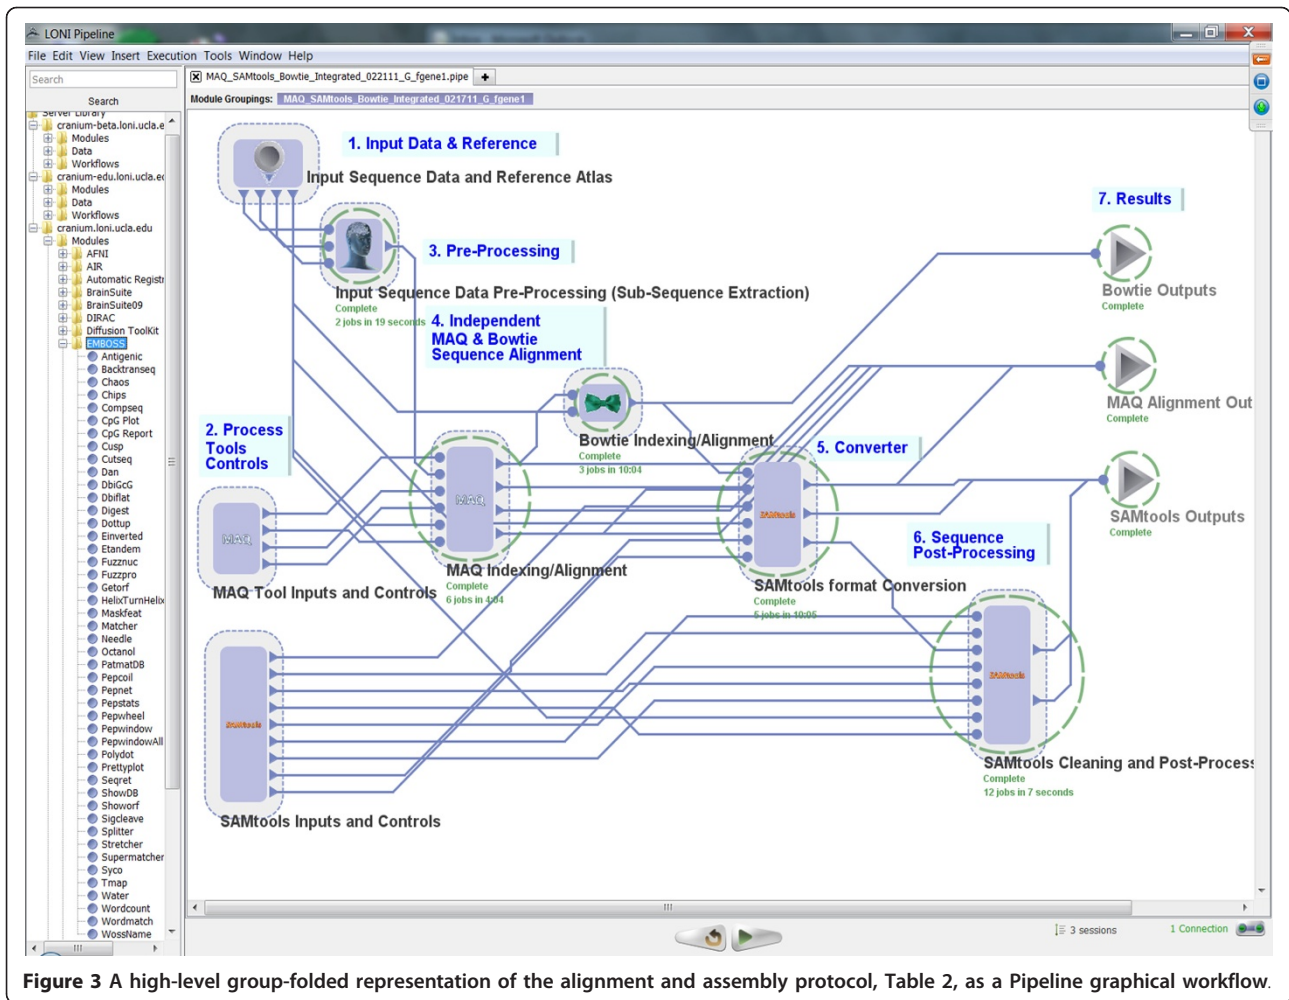 LONI Pipeline
File Edit View Insert Execution Tools Window Help
Search
Search
Server Library
cranium-beta.loni.ucla.e
Modules
Data
Workflows
cranium-edu.loni.ucla.ec
Modules
Data
Workflows
cranium.loni.ucla.edu
Modules
AFNI
AIR
Automatic Registr
BrainSuite
BrainSuite09
DIRAC
Diffusion ToolKit
EMBOSS
Antigenic
Backtranseq
Chaos
Chips
Compseq
CpG Plot
CpG Report
Cusp
Cutseq
Dan
DbiGcG
Dbiflat
Digest
Dottup
Einverted
Etandem
Fuzznuc
Fuzzpro
Getorf
HelixTurnHelix
Maskfeat
Matcher
Needle
Octanol
PatmatDB
Pepcoil
Pepnet
Pepstats
Pepwheel
Pepwindow
PepwindowAll
Polydot
Prettyplot
Seqret
ShowDB
Showorf
Sigcleave
Splitter
Stretcher
Supermatcher
Syco
Tmap
Water
Wordcount
Wordmatch
WossName
MAQ_SAMtools_Bowtie_Integrated_022111_G_fgene1.pipe
Module Groupings: MAQ_SAMtools_Bowtie_Integrated_021711_G_fgene1
1. Input Data & Reference
Input Sequence Data and Reference Atlas
3. Pre-Processing
Input Sequence Data Pre-Processing (Sub-Sequence Extraction)
Complete
2 jobs in 19 seconds
4. Independent
MAQ & Bowtie
Sequence Alignment
7. Results
Bowtie Outputs
Complete
MAQ Alignment Out
Complete
SAMtools Outputs
Complete
2. Process
Tools
Controls
Bowtie Indexing/Alignment
Complete
3 jobs in 10:04
5. Converter
MAQ
MAQ Tool Inputs and Controls
MAQ
MAQ Indexing/Alignment
Complete
6 jobs in 4:04
SAMtools
SAMtools format Conversion
Complete
5 jobs in 10:05
6. Sequence
Post-Processing
SAMtools
SAMtools Inputs and Controls
SAMtools
SAMtools Cleaning and Post-Process
Complete
12 jobs in 7 seconds
3 sessions
1 Connection
Figure 3 A high-level group-folded representation of the alignment and assembly protocol, Table 2, as a Pipeline graphical workflow.